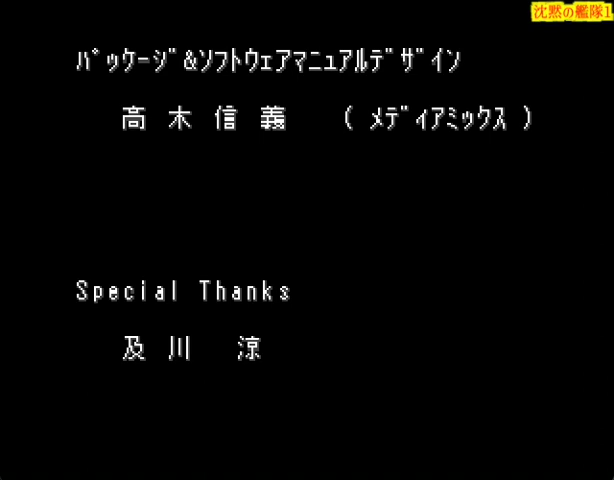 沈黙の艦隊1
ﾊﾟｯｹｰｼﾞ&ｿﾌﾄｳｪｱﾏﾆｭｱﾙﾃﾞｻﾞｲﾝ
高木信義 (ﾒﾃﾞｨｱﾐｯｸｽ)
Special Thanks
及川 涼